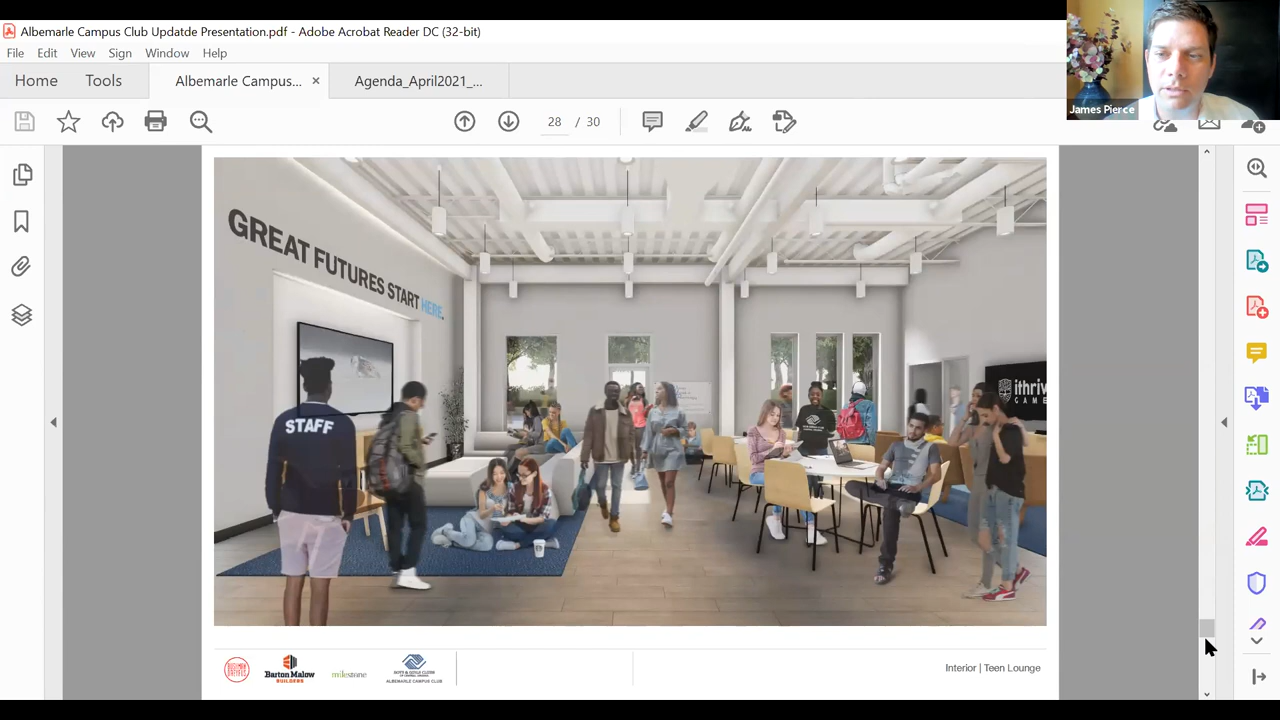 Albemarle Campus Club Updatde Presentation.pdf - Adobe Acrobat Reader DC (32-bit)
File Edit View Sign Window Help
Home Tools Albemarle Campus... × Agenda_April2021_...
28 / 30
James Pierce
GREAT FUTURES START HERE.
STAFF
ithriv
GAME
Barton Malow
BUILDERS
milestone
BOYS & GIRLS CLUBS
ALBEMARLE CAMPUS CLUB
Interior | Teen Lounge